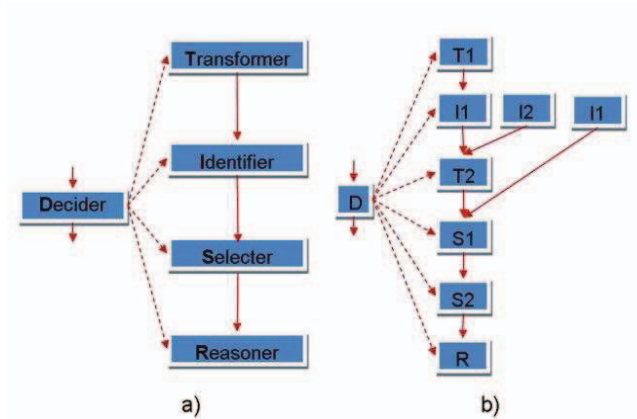 Transformer
Identifier
Decider
Selecter
Reasoner
a)
T1
I1 I2 I1
T2
D
S1
S2
R
b)